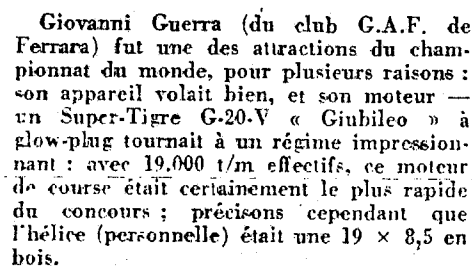 Giovanni Guerra (du club G.A.F. de
Ferrara) fut une des attractions du cham-
pionnat du monde, pour plusieurs raisons :
son appareil volait bien, et son moteur —
un Super-Tigre G-20-V « Giubileo » à
glow-plug tournait à un régime impression-
nant : avec 19.000 t/m effectifs, ce moteur
de course était certainement le plus rapide
du concours ; précisons cependant que
l'hélice (personnelle) était une 19 × 8,5 en
bois.